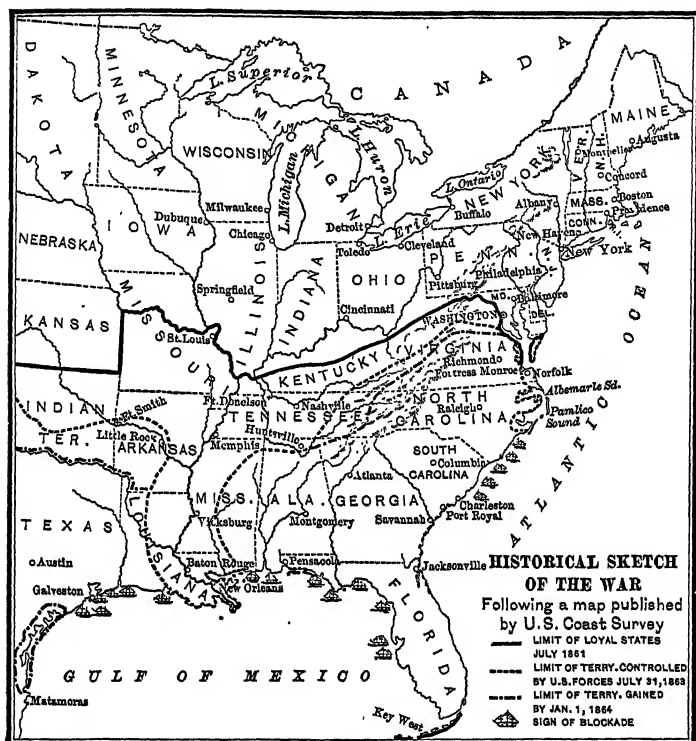 CANADA
DAKOTA
MINNESOTA
L. Superior
MICHIGAN
WISCONSIN
L. Michigan
L. Huron
MAINE
Augusta
VER.
Montpelier
N.H.
Concord
L. Ontario
NEW YORK
Albany
MASS.
Boston
CONN.
Providence
New Haven
New York
Buffalo
L. Erie
IOWA
Dubuque
Milwaukee
Chicago
Detroit
Toledo
Cleveland
PENN.
N.J.
Philadelphia
Pittsburg
NEBRASKA
ILLINOIS
INDIANA
OHIO
Springfield
Cincinnati
MD.
Baltimore
WASHINGTON
DEL.
KANSAS
MISSOURI
St. Louis
KENTUCKY
VIRGINIA
Richmond
Fortress Monroe
Norfolk
Albemarle Sd.
Pamlico
Sound
INDIAN
TER.
Ft. Smith
Little Rock
ARKANSAS
Ft. Donelson
Nashville
TENNESSEE
Memphis
Huntsville
NORTH
CAROLINA
Raleigh
SOUTH
CAROLINA
Columbia
Charleston
Port Royal
Savannah
Atlanta
MISS.
ALA.
GEORGIA
Vicksburg
Montgomery
TEXAS
Austin
LOUISIANA
Baton Rouge
New Orleans
Pensacola
Jacksonville
FLORIDA
Galveston
Matamoras
Key West
GULF OF MEXICO
ATLANTIC OCEAN
HISTORICAL SKETCH
OF THE WAR
Following a map published
by U.S. Coast Survey
LIMIT OF LOYAL STATES
JULY 1861
LIMIT OF TERRY. CONTROLLED
BY U.S. FORCES JULY 31, 1863
LIMIT OF TERRY. GAINED
BY JAN. 1, 1864
SIGN OF BLOCKADE